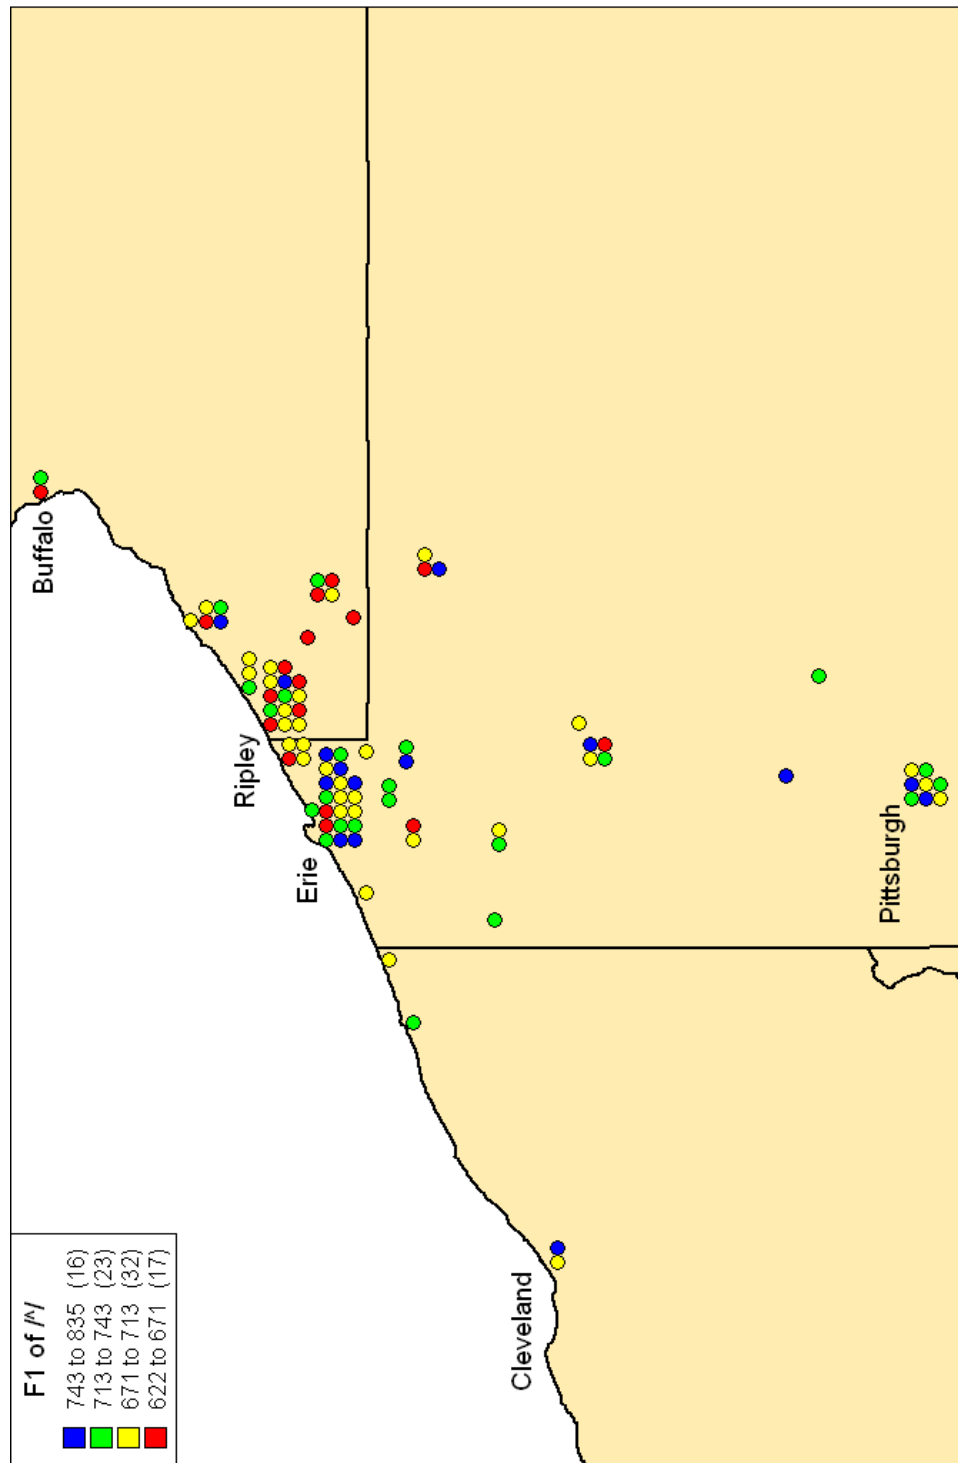 F1 of /^/
743 to 835 (16)
713 to 743 (23)
671 to 713 (32)
622 to 671 (17)
Cleveland
Erie
Ripley
Buffalo
Pittsburgh